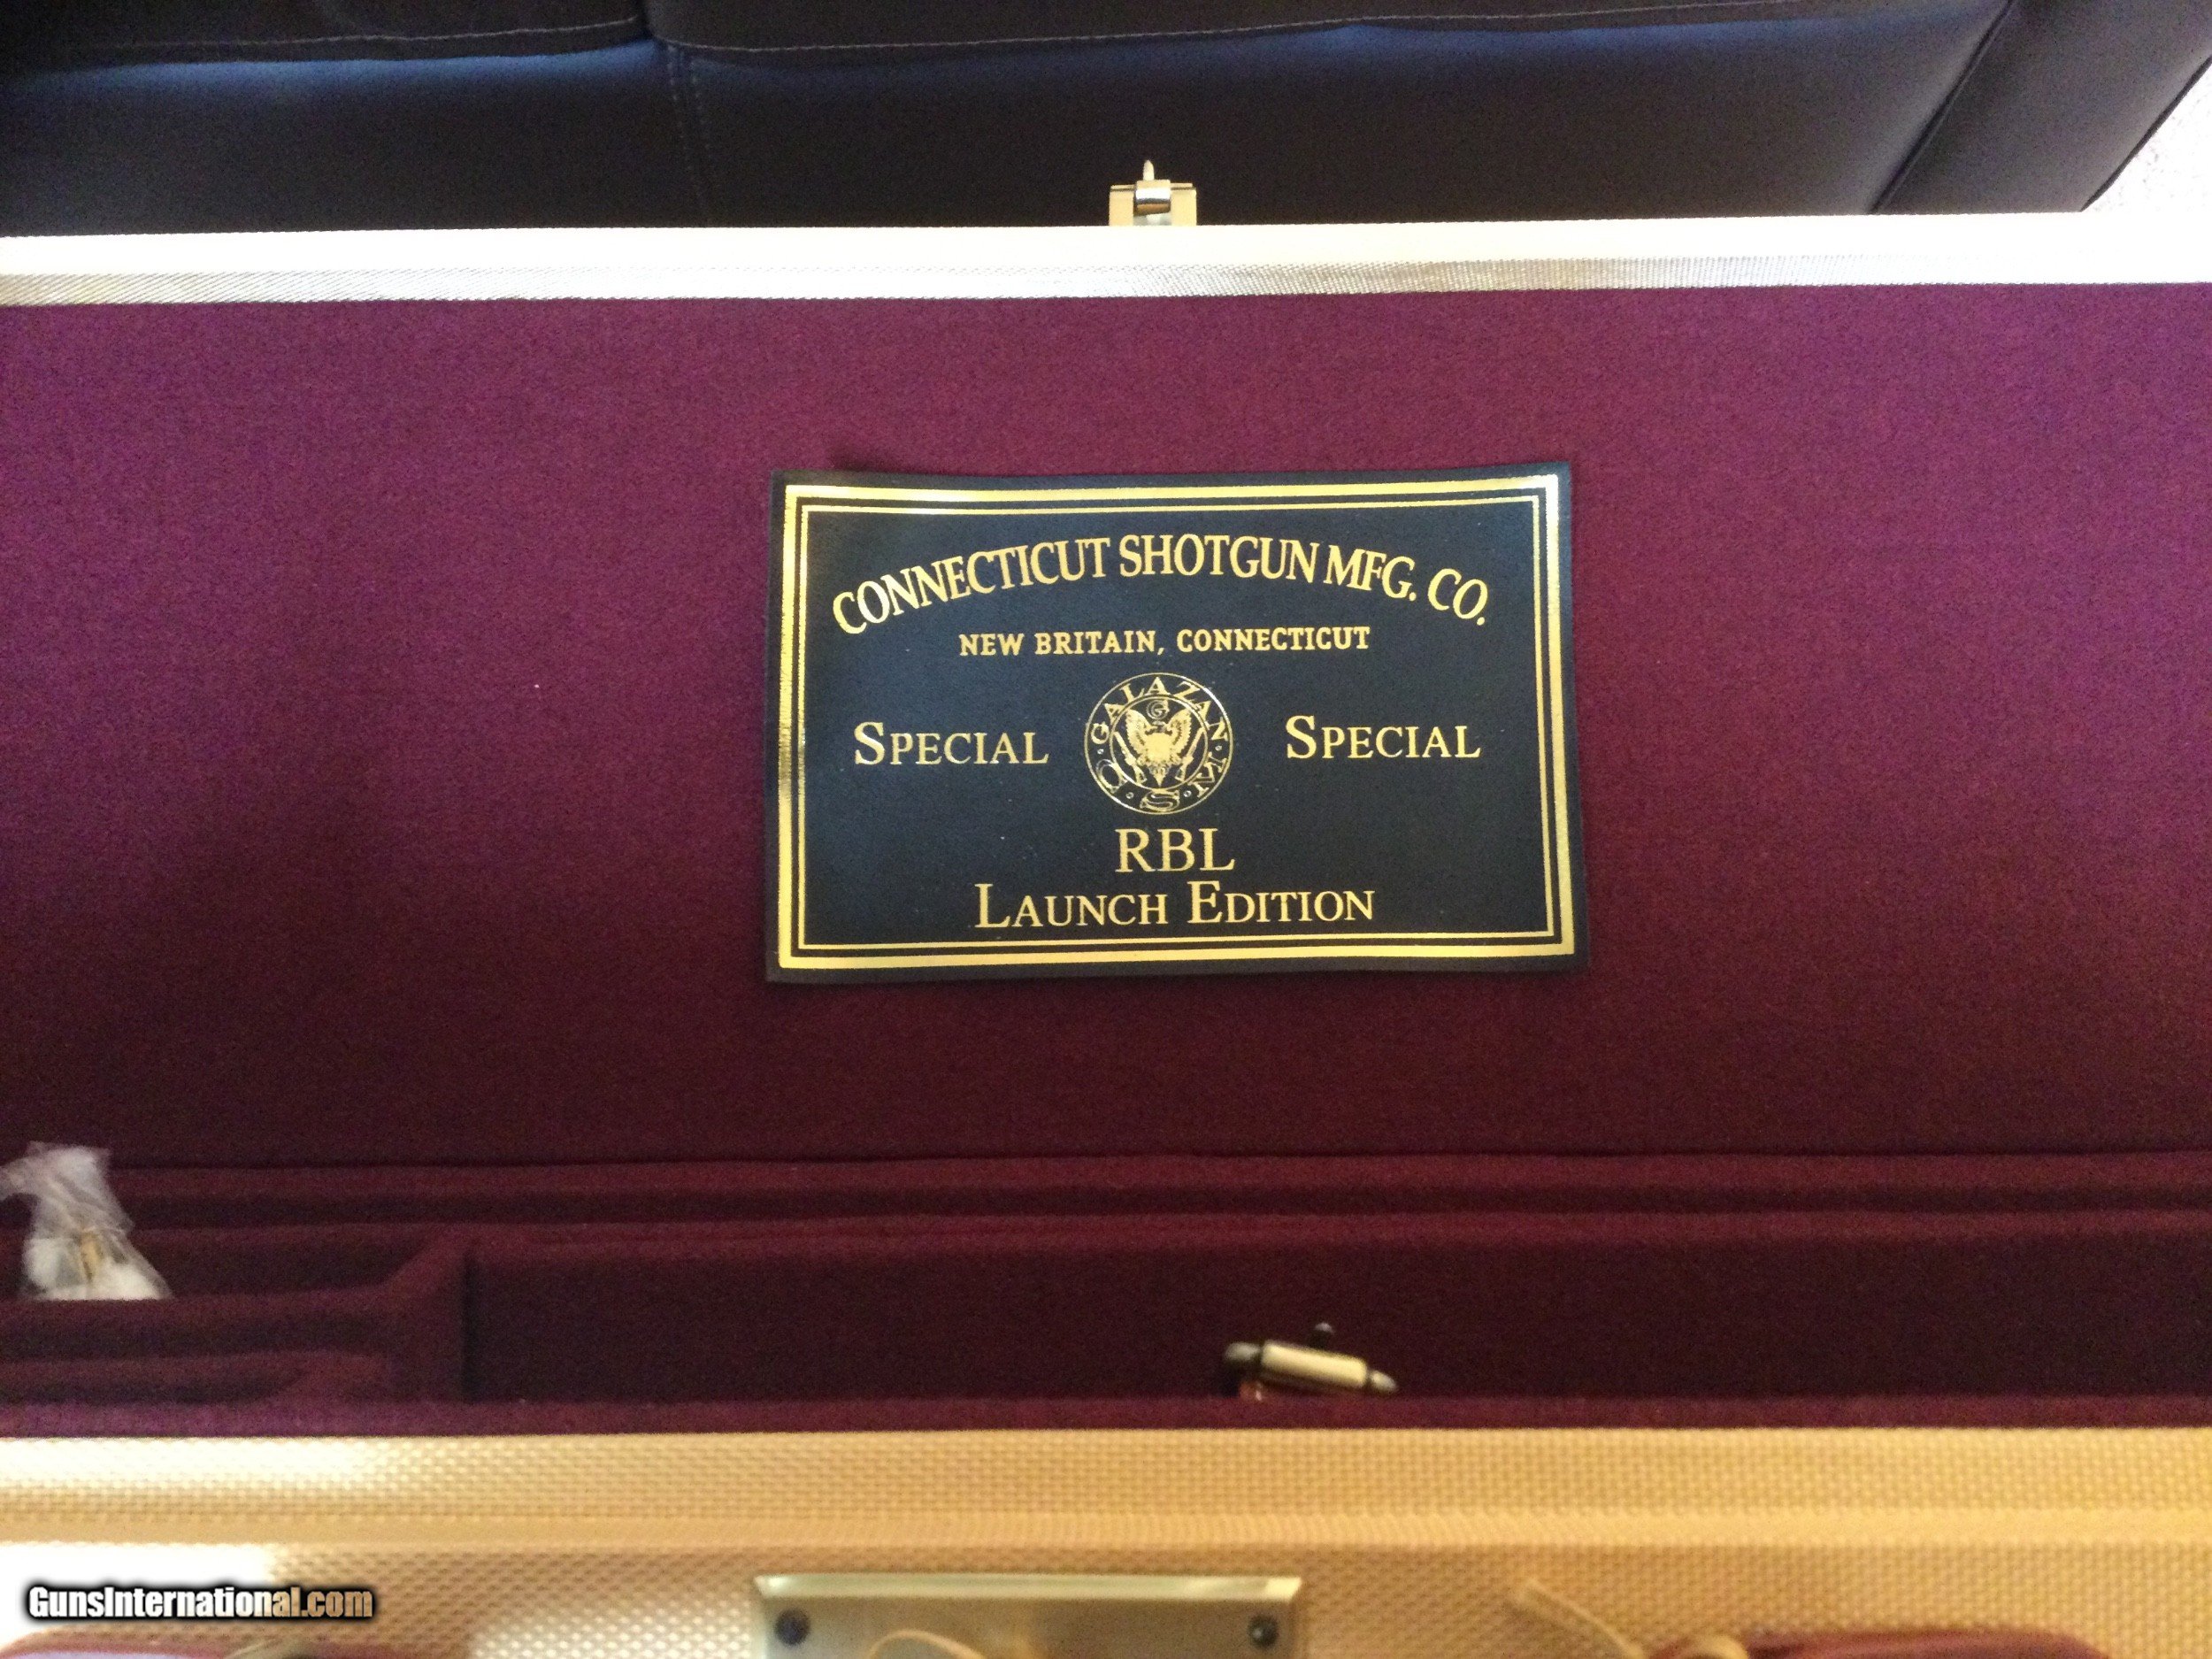 CONNECTICUT SHOTGUN MFG. CO.
NEW BRITAIN, CONNECTICUT
GALAZAN
G
SPECIAL SPECIAL
U·S·A
RBL
LAUNCH EDITION
GunsInternational.com